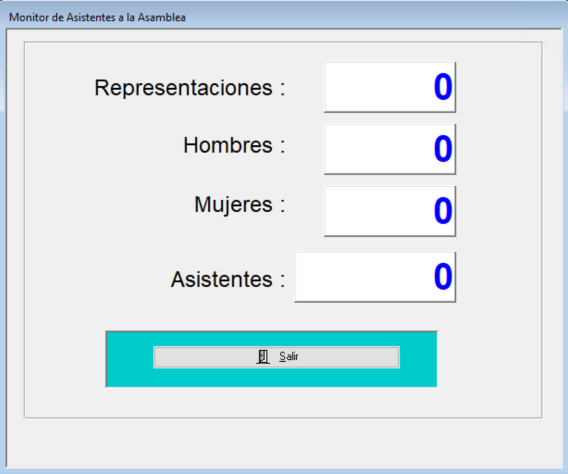 Monitor de Asistentes a la Asamblea
Representaciones : 0
Hombres : 0
Mujeres : 0
Asistentes : 0
Salir